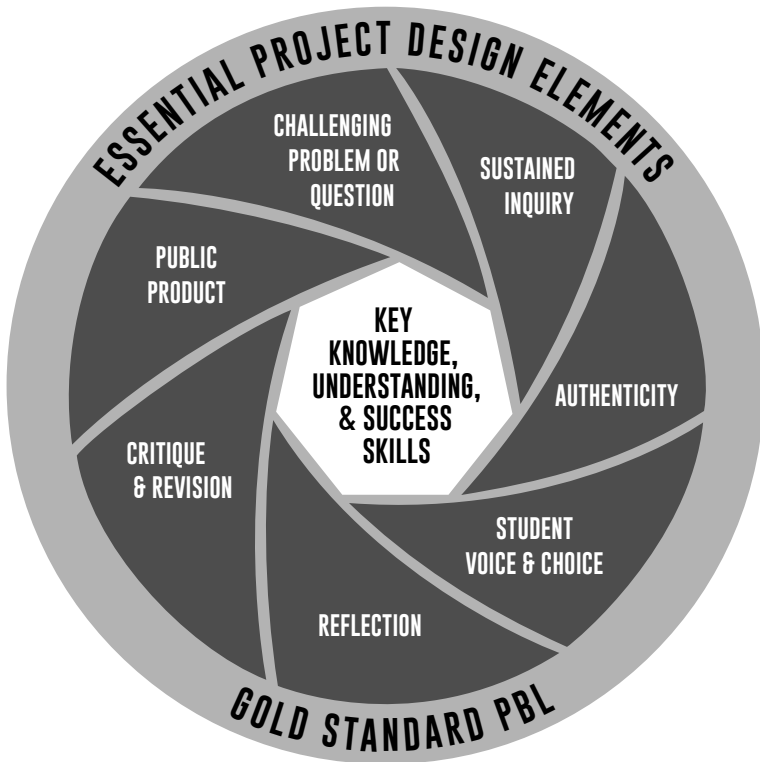 ESSENTIAL PROJECT DESIGN ELEMENTS
CHALLENGING
PROBLEM OR
QUESTION
SUSTAINED
INQUIRY
AUTHENTICITY
STUDENT
VOICE & CHOICE
REFLECTION
CRITIQUE
& REVISION
PUBLIC
PRODUCT
KEY
KNOWLEDGE,
UNDERSTANDING,
& SUCCESS
SKILLS
GOLD STANDARD PBL